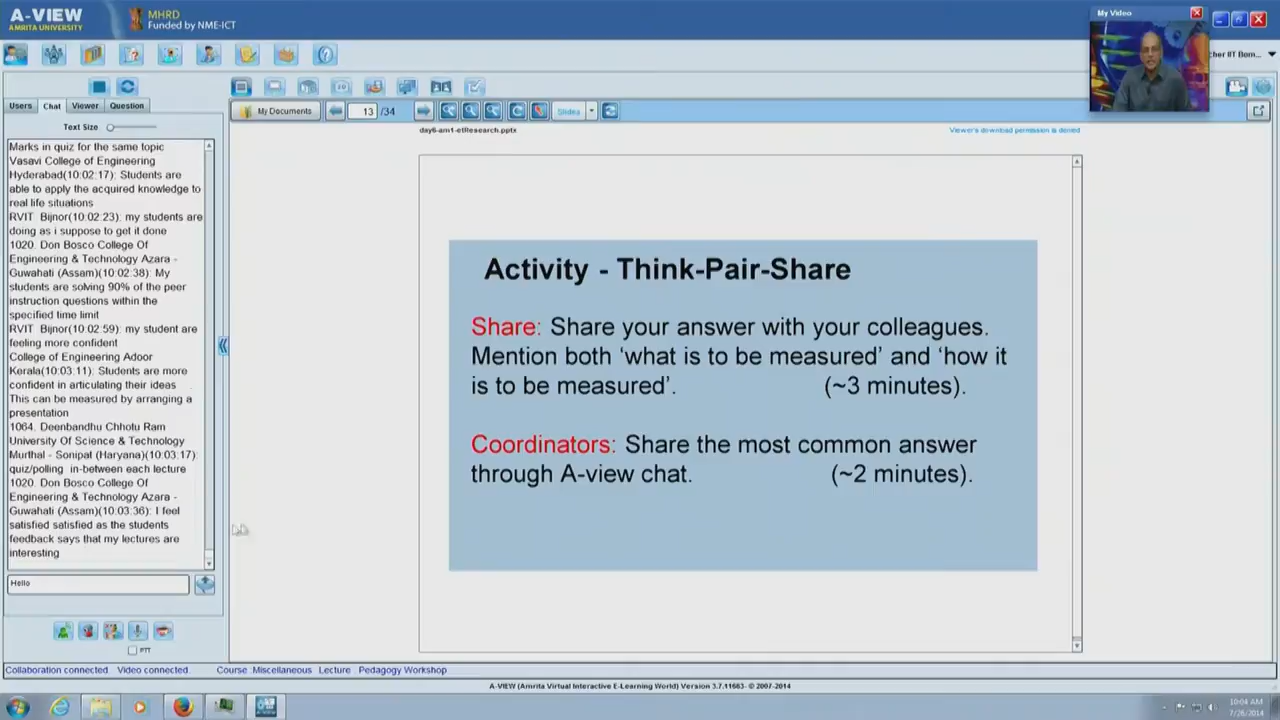 A-VIEW
AMRITA UNIVERSITY
MHRD
Funded by NME-ICT
My Video
cher IIT Bom...
Users
Chat
Viewer
Question
Text Size
My Documents
13
/34
Slides
day6-am1-etResearch.pptx
Viewer's download permission is denied
Marks in quiz for the same topic
Vasavi College of Engineering
Hyderabad(10:02:17): Students are
able to apply the acquired knowledge to
real life situations
RVIT Bijnor(10:02:23): my students are
doing as i suppose to get it done
1020. Don Bosco College Of
Engineering & Technology Azara -
Guwahati (Assam)(10:02:38): My
students are solving 90% of the peer
instruction questions within the
specified time limit
RVIT Bijnor(10:02:59): my student are
feeling more confident
College of Engineering Adoor
Kerala(10:03:11): Students are more
confident in articulating their ideas
This can be measured by arranging a
presentation
1064. Deenbandhu Chhotu Ram
University Of Science & Technology
Murthal - Sonipat (Haryana)(10:03:17):
quiz/polling in-between each lecture
1020. Don Bosco College Of
Engineering & Technology Azara -
Guwahati (Assam)(10:03:36): I feel
satisfied satisfied as the students
feedback says that my lectures are
interesting
Hello
PTT
Activity - Think-Pair-Share
Share: Share your answer with your colleagues.
Mention both ‘what is to be measured’ and ‘how it
is to be measured’. (~3 minutes).
Coordinators: Share the most common answer
through A-view chat. (~2 minutes).
Collaboration connected Video connected Course :Miscellaneous Lecture : Pedagogy Workshop
A-VIEW (Amrita Virtual Interactive E-Learning World) Version 3.7.11663- © 2007-2014
10:04 AM
7/26/2014